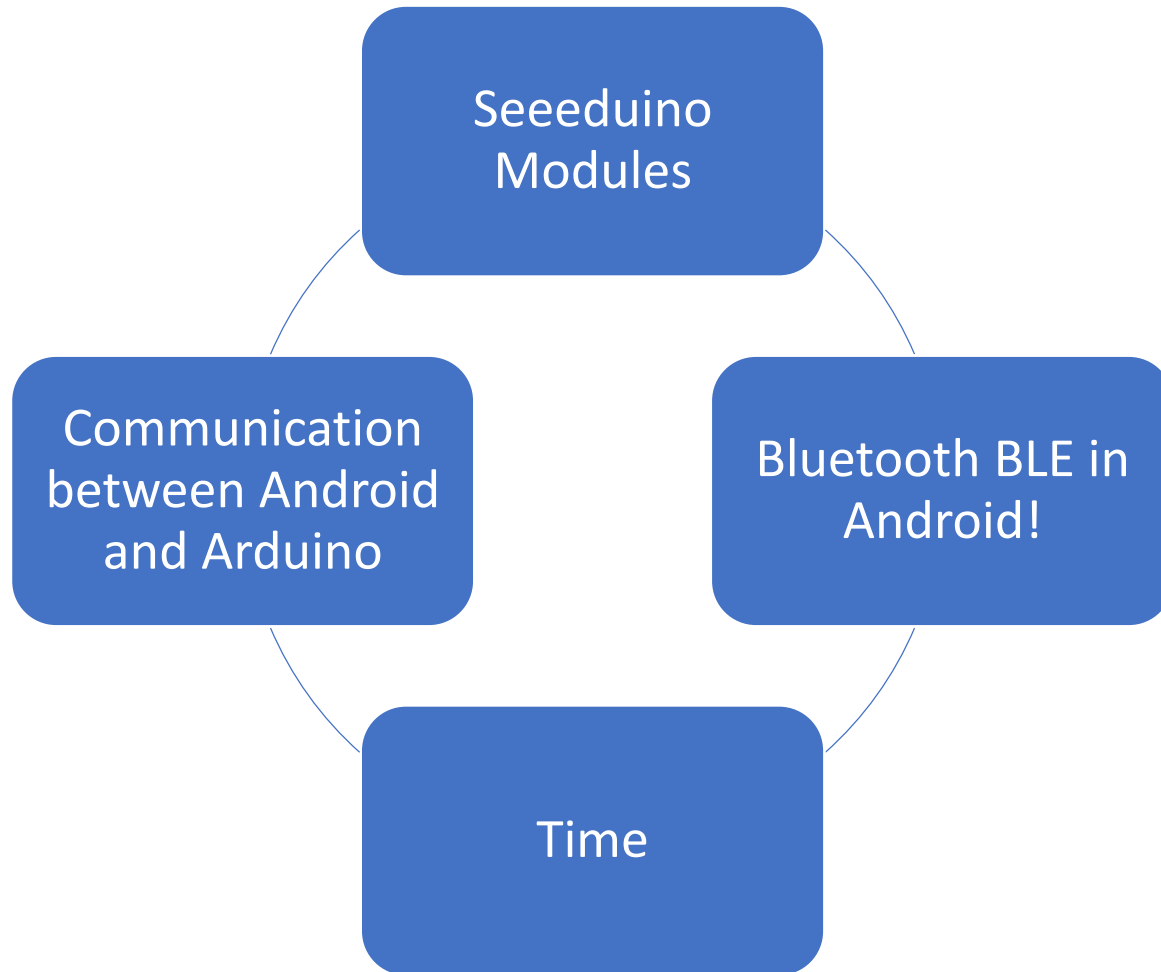 Seeeduino
Modules
Communication
between Android
and Arduino
Bluetooth BLE in
Android!
Time